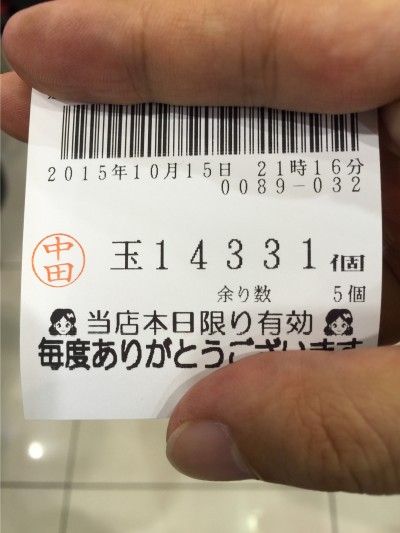 2015年10月15日 21時16分
0089-032
中田
玉14331個
余り数 5個
当店本日限り有効
毎度ありがとうございます